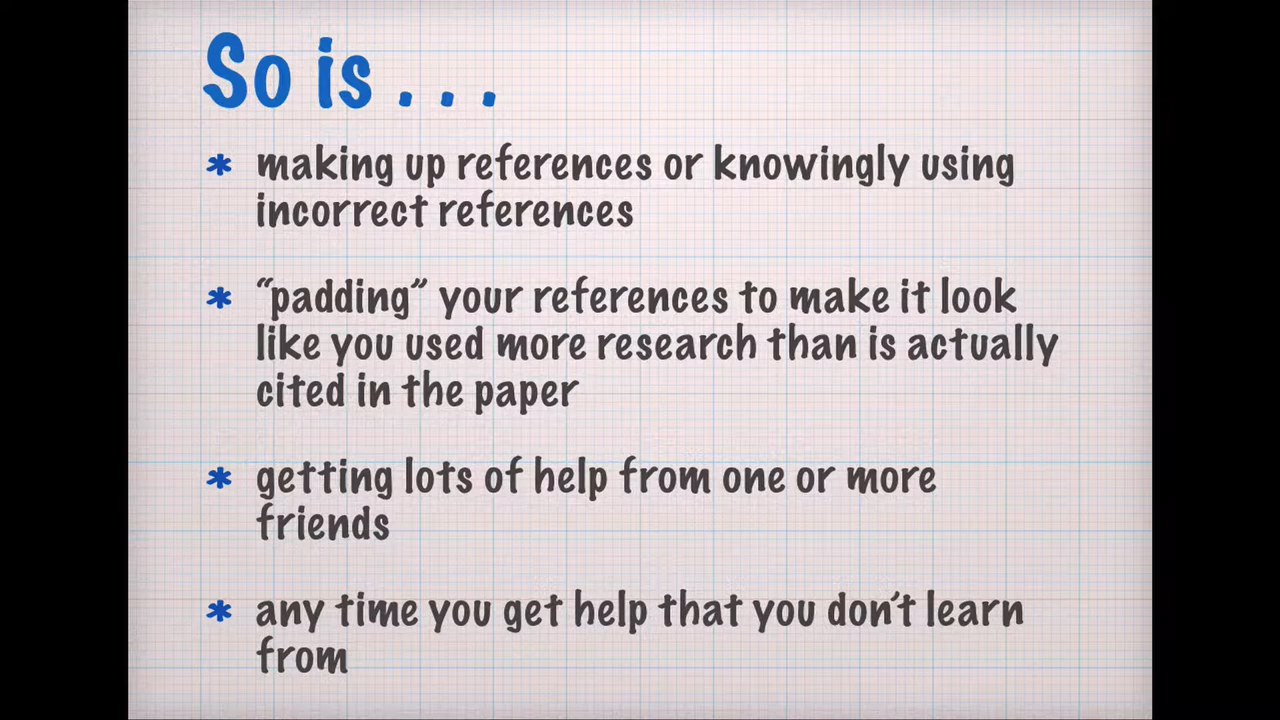 So is . . .
* making up references or knowingly using
incorrect references
* “padding” your references to make it look
like you used more research than is actually
cited in the paper
* getting lots of help from one or more
friends
* any time you get help that you don’t learn
from